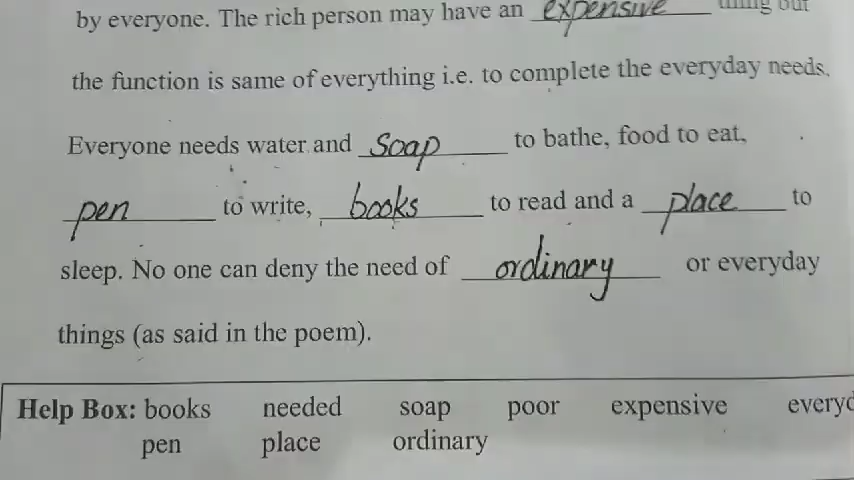 by everyone. The rich person may have an expensive thing but
the function is same of everything i.e. to complete the everyday needs.
Everyone needs water and soap to bathe, food to eat,
pen to write, books to read and a place to
sleep. No one can deny the need of ordinary or everyday
things (as said in the poem).
Help Box: books needed soap poor expensive everyd
pen place ordinary